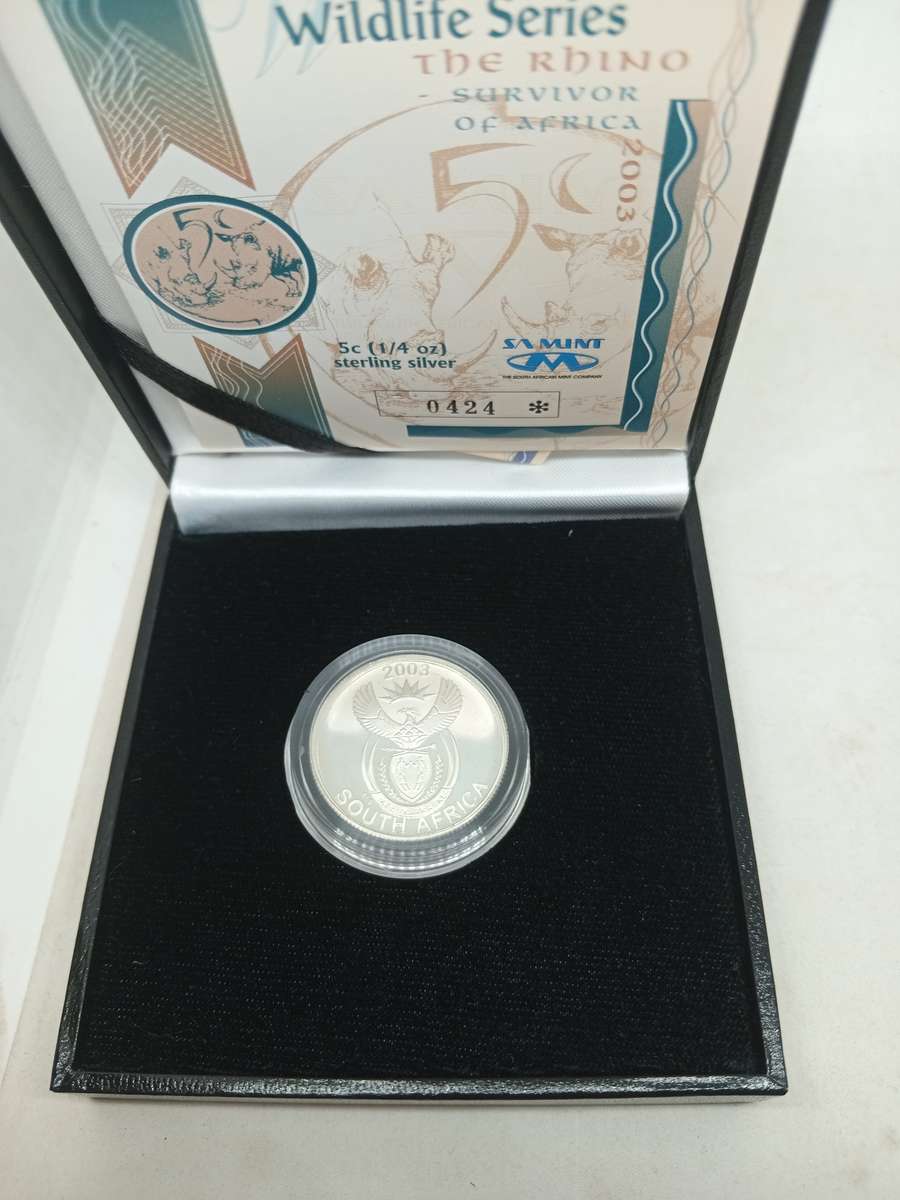 Wildlife Series
THE RHINO
- SURVIVOR
OF AFRICA
2003
5c
5c
5c (1/4 oz)
sterling silver
SA MINT
THE SOUTH AFRICAN MINT COMPANY
0424 *
2003
SOUTH AFRICA